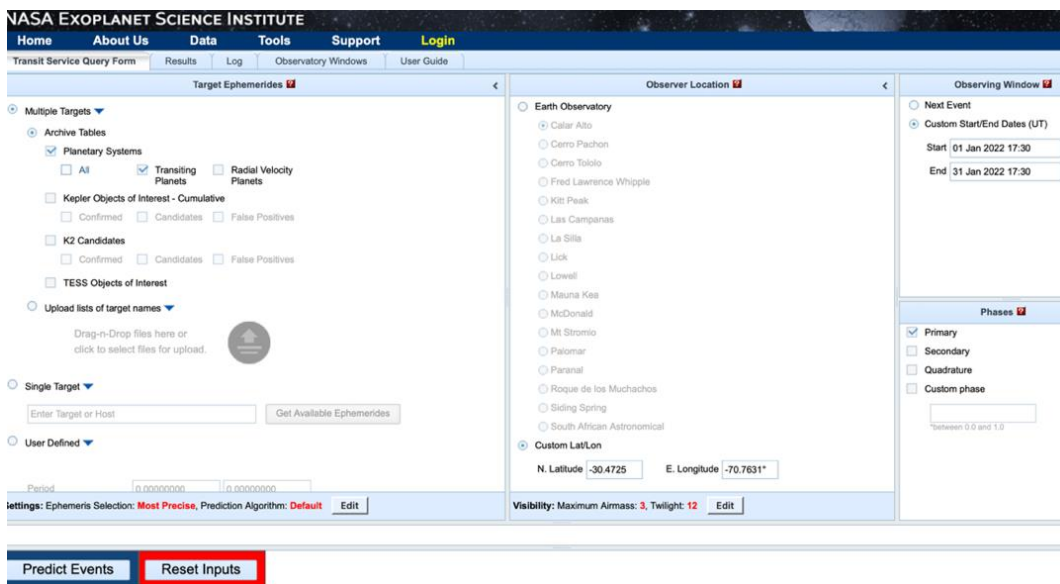 NASA EXOPLANET SCIENCE INSTITUTE
Home About Us Data Tools Support Login
Transit Service Query Form Results Log Observatory Windows User Guide
Target Ephemerides ?
Multiple Targets
Archive Tables
Planetary Systems
All Transiting Planets Radial Velocity Planets
Kepler Objects of Interest - Cumulative
Confirmed Candidates False Positives
K2 Candidates
Confirmed Candidates False Positives
TESS Objects of Interest
Upload lists of target names
Drag-n-Drop files here or
click to select files for upload.
Single Target
Enter Target or Host Get Available Ephemerides
User Defined
Period 0.00000000 0.00000000
Settings: Ephemeris Selection: Most Precise, Prediction Algorithm: Default Edit
Observer Location ?
Earth Observatory
Calar Alto
Cerro Pachon
Cerro Tololo
Fred Lawrence Whipple
Kitt Peak
Las Campanas
La Silla
Lick
Lowell
Mauna Kea
McDonald
Mt Stromlo
Palomar
Paranal
Roque de los Muchachos
Siding Spring
South African Astronomical
Custom Lat/Lon
N. Latitude -30.4725 E. Longitude -70.7631°
Visibility: Maximum Airmass: 3, Twilight: 12 Edit
Observing Window ?
Next Event
Custom Start/End Dates (UT)
Start 01 Jan 2022 17:30
End 31 Jan 2022 17:30
Phases ?
Primary
Secondary
Quadrature
Custom phase
*between 0.0 and 1.0
Predict Events Reset Inputs